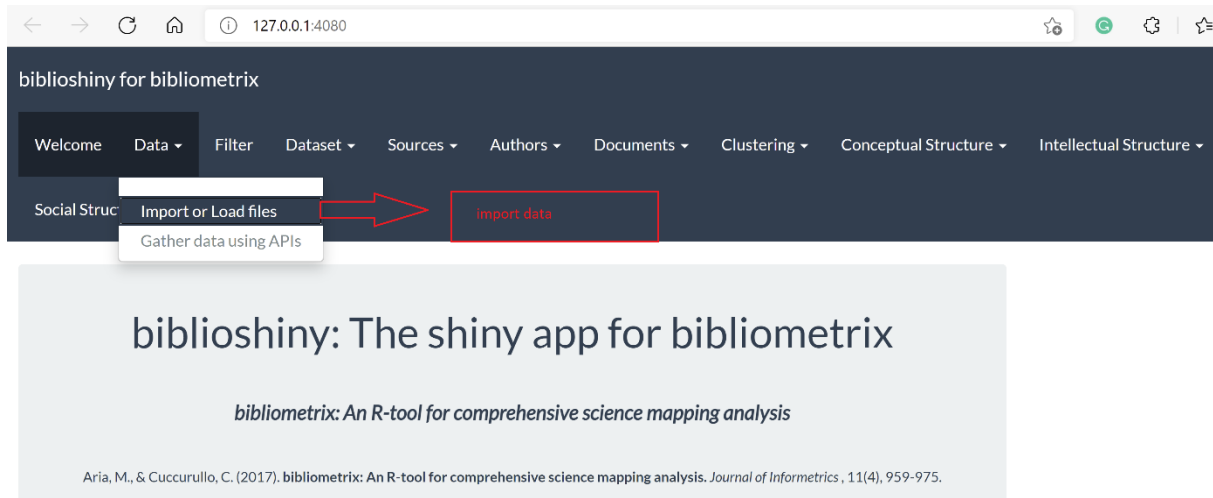 127.0.0.1:4080
biblioshiny for bibliometrix
Welcome Data Filter Dataset Sources Authors Documents Clustering Conceptual Structure Intellectual Structure
Social Struc Import or Load files import data
Gather data using APIs
biblioshiny: The shiny app for bibliometrix
bibliometrix: An R-tool for comprehensive science mapping analysis
Aria, M., & Cuccurullo, C. (2017). bibliometrix: An R-tool for comprehensive science mapping analysis. Journal of Informetrics , 11(4), 959-975.